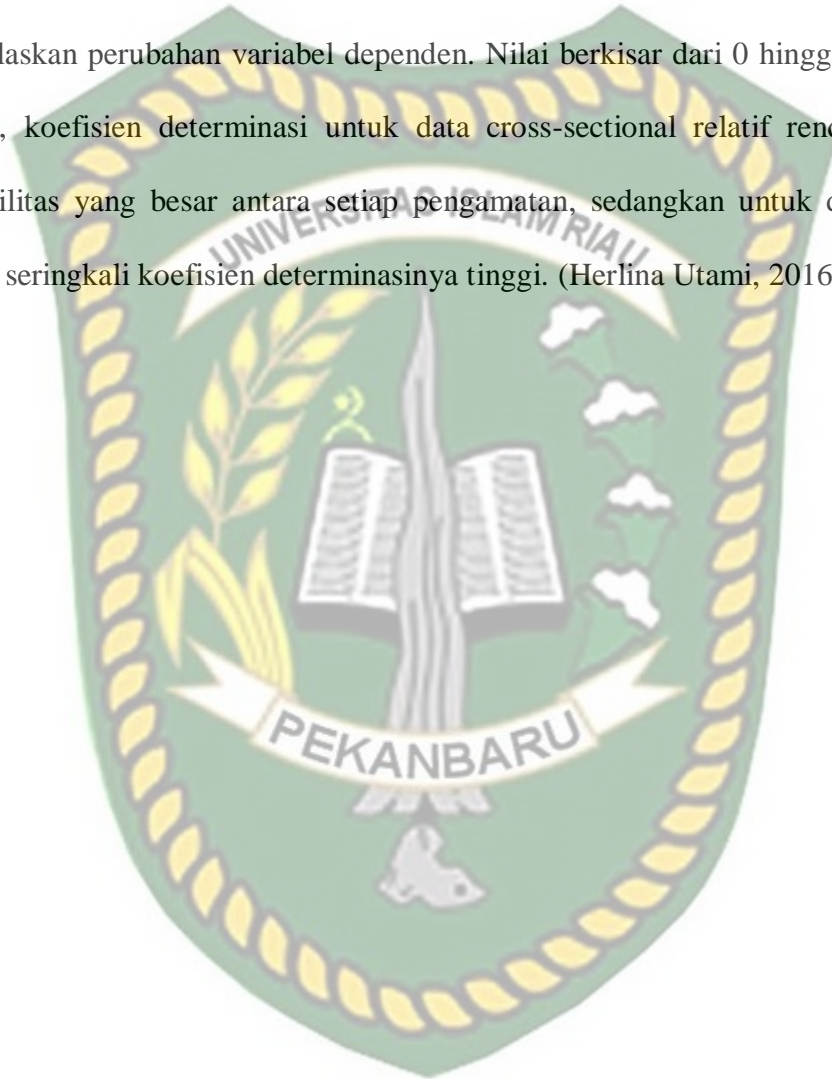 laskan perubahan variabel dependen. Nilai berkisar dari 0 hingg
, koefisien determinasi untuk data cross-sectional relatif rend
ilitas yang besar antara setiap pengamatan, sedangkan untuk d
seringkali koefisien determinasinya tinggi. (Herlina Utami, 2016
UNIVERSITAS ISLAM RIAU
PEKANBARU